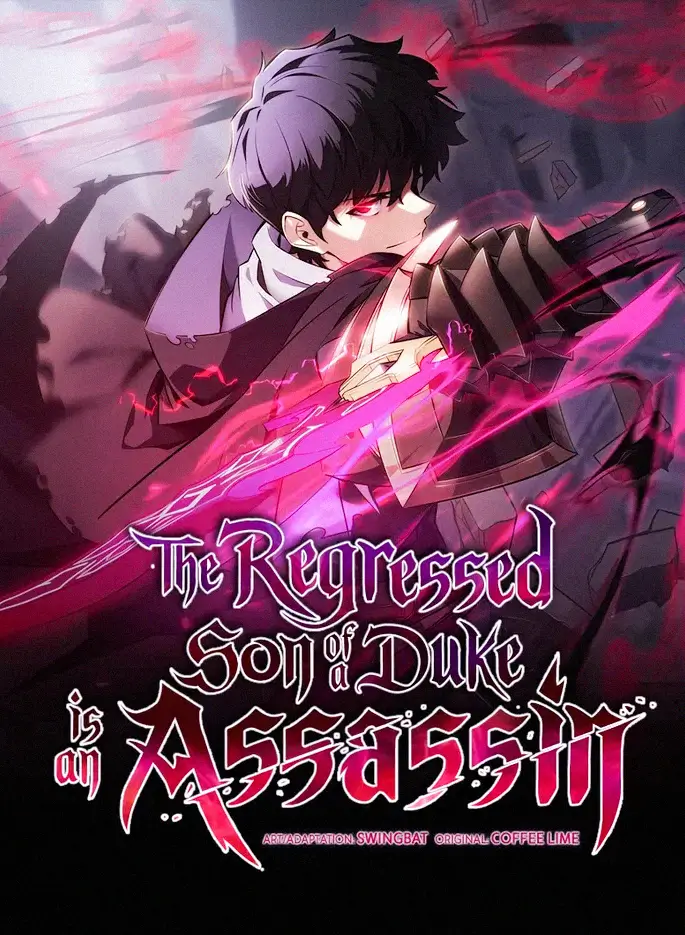 The Regressed
Son of a Duke
is an Assassin
ART/ADAPTATION: SWINGBAT ORIGINAL: COFFEE LIME